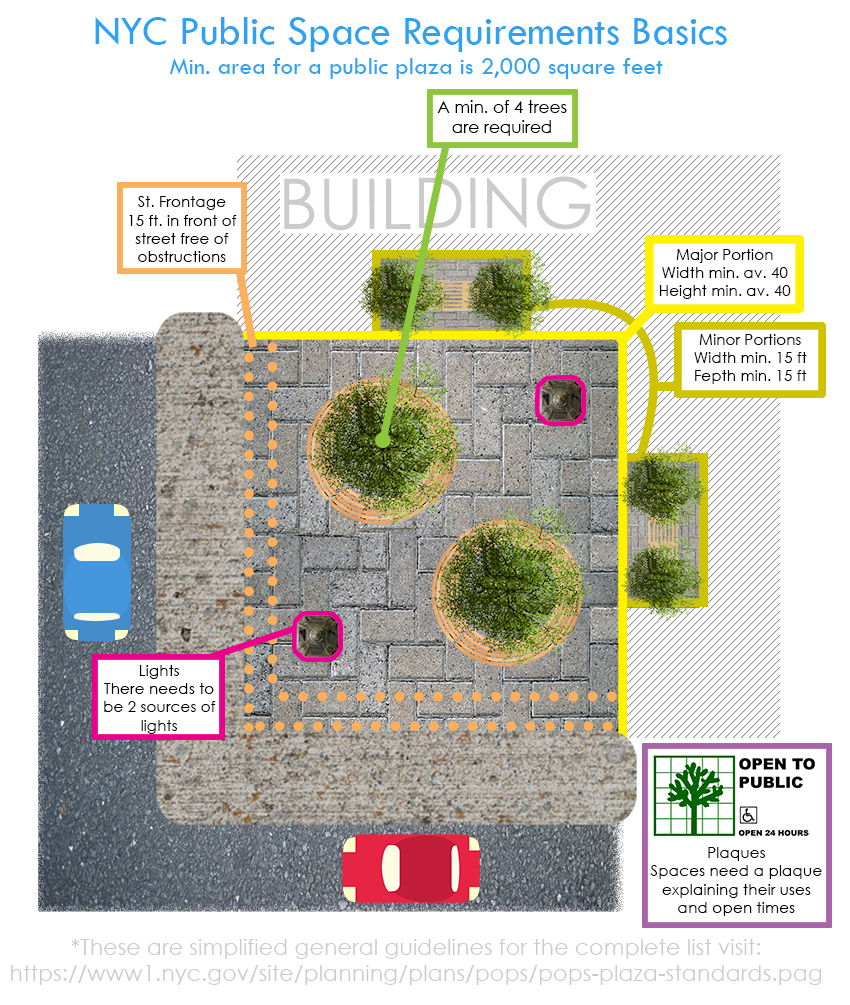 NYC Public Space Requirements Basics
Min. area for a public plaza is 2,000 square feet
A min. of 4 trees
are required
BUILDING
St. Frontage
15 ft. in front of
street free of
obstructions
Major Portion
Width min. av. 40
Height min. av. 40
Minor Portions
Width min. 15 ft
Fepth min. 15 ft
Lights
There needs to
be 2 sources of
lights
OPEN TO
PUBLIC
OPEN 24 HOURS
Plaques
Spaces need a plaque
explaining their uses
and open times
*These are simplified general guidelines for the complete list visit:
https://www1.nyc.gov/site/planning/plans/pops/pops-plaza-standards.pag